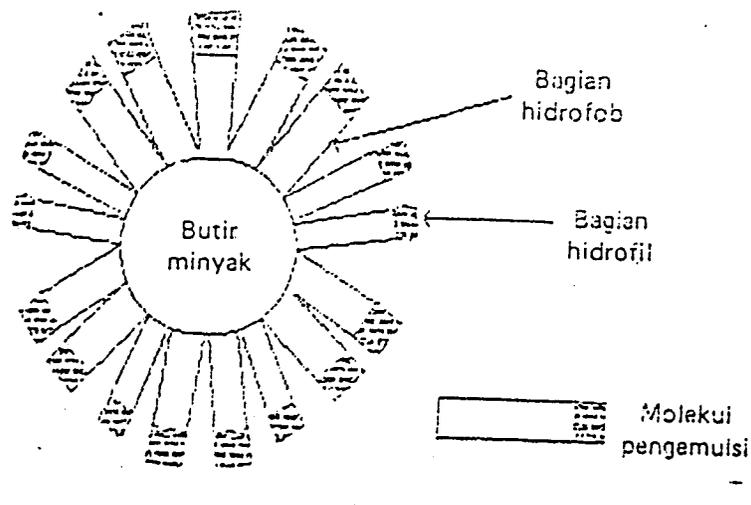 Bagian
hidrofob
Butir
minyak
Bagian
hidrofil
Molekul
pengemulsi